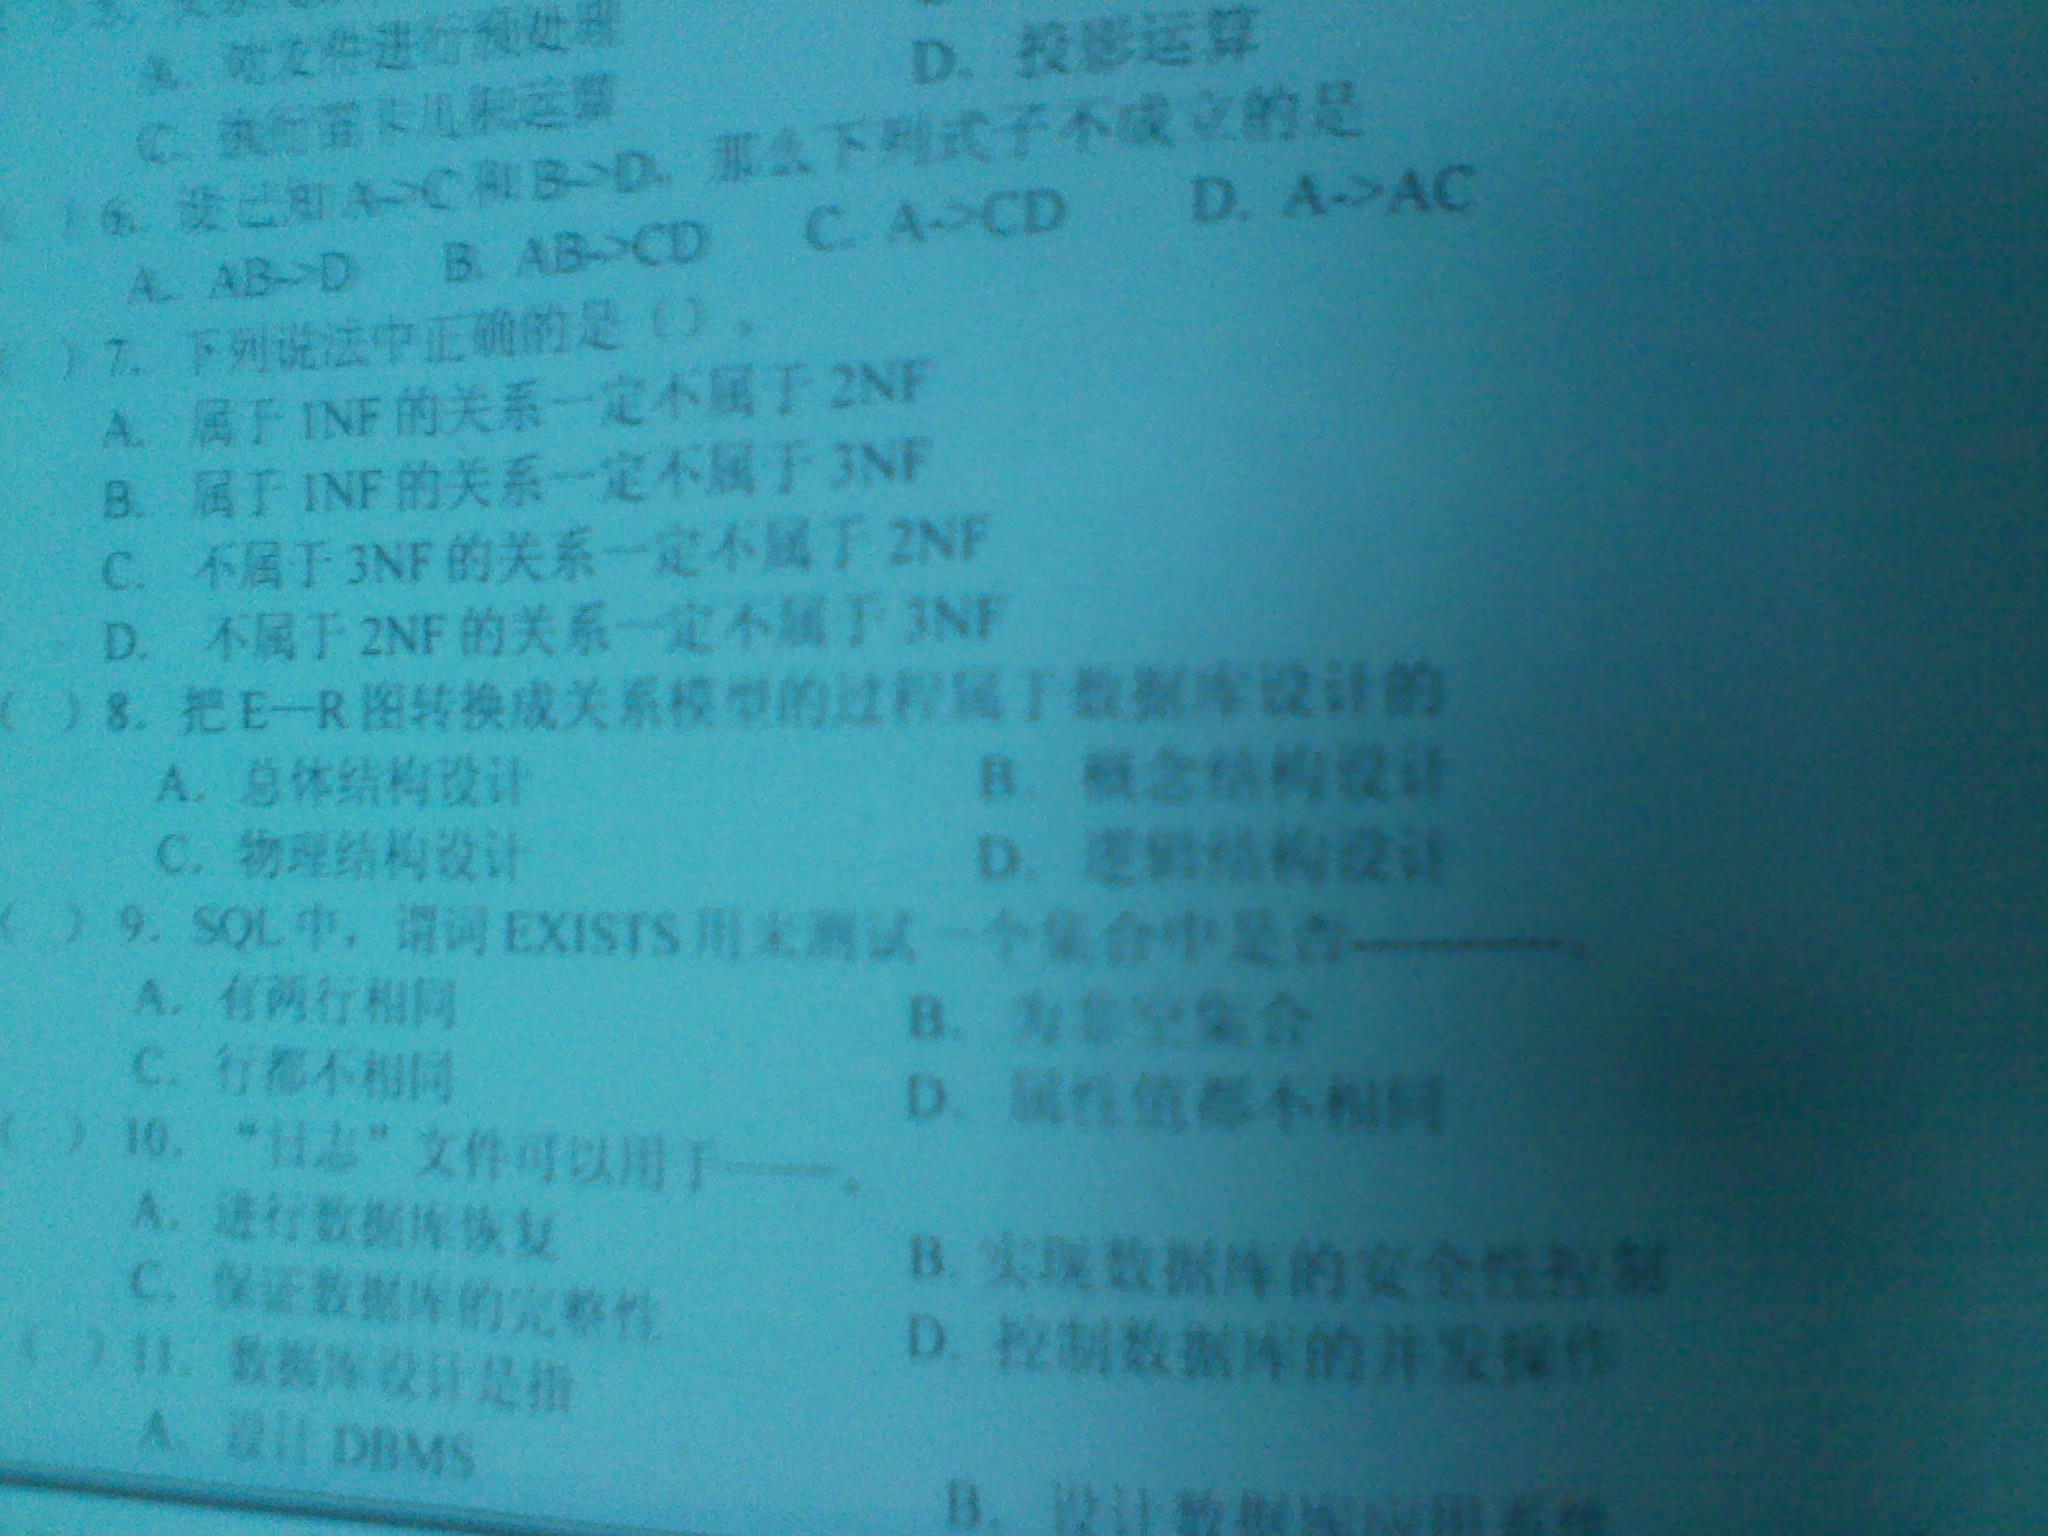 A. 对文件进行预处理
D. 投影运算
C. 执行笛卡儿积运算
( ) 6. 设已知 A->C 和 B->D，那么下列式子不成立的是
A. AB->D B. AB->CD C. A->CD D. A->AC
( ) 7. 下列说法中正确的是（）。
A. 属于 1NF 的关系一定不属于 2NF
B. 属于 1NF 的关系一定不属于 3NF
C. 不属于 3NF 的关系一定不属于 2NF
D. 不属于 2NF 的关系一定不属于 3NF
( ) 8. 把 E—R 图转换成关系模型的过程属于数据库设计的
A. 总体结构设计 B. 概念结构设计
C. 物理结构设计 D. 逻辑结构设计
( ) 9. SQL 中，谓词 EXISTS 用来测试一个集合中是否————。
A. 有两行相同 B. 为非空集合
C. 行都不相同 D. 属性值都不相同
( ) 10. “日志”文件可以用于——。
A. 进行数据库恢复 B. 实现数据库的安全性控制
C. 保证数据库的完整性 D. 控制数据库的并发操作
( ) 11. 数据库设计是指
A. 设计 DBMS B. 设计数据库应用系统